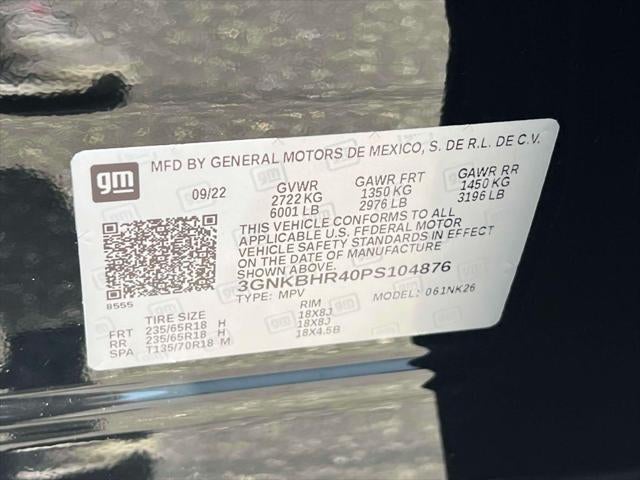 gm
MFD BY GENERAL MOTORS DE MEXICO, S. DE R.L. DE C.V.
09/22 GVWR GAWR FRT GAWR RR
2722 KG 1350 KG 1450 KG
6001 LB 2976 LB 3196 LB
THIS VEHICLE CONFORMS TO ALL
APPLICABLE U.S. FEDERAL MOTOR
VEHICLE SAFETY STANDARDS IN EFFECT
ON THE DATE OF MANUFACTURE
SHOWN ABOVE.
3GNKBHR40PS104876
TYPE: MPV MODEL: 061NK26
8555
TIRE SIZE RIM
FRT 235/65R18 H 18X8J
RR 235/65R18 H 18X8J
SPA T135/70R18 M 18X4.5B